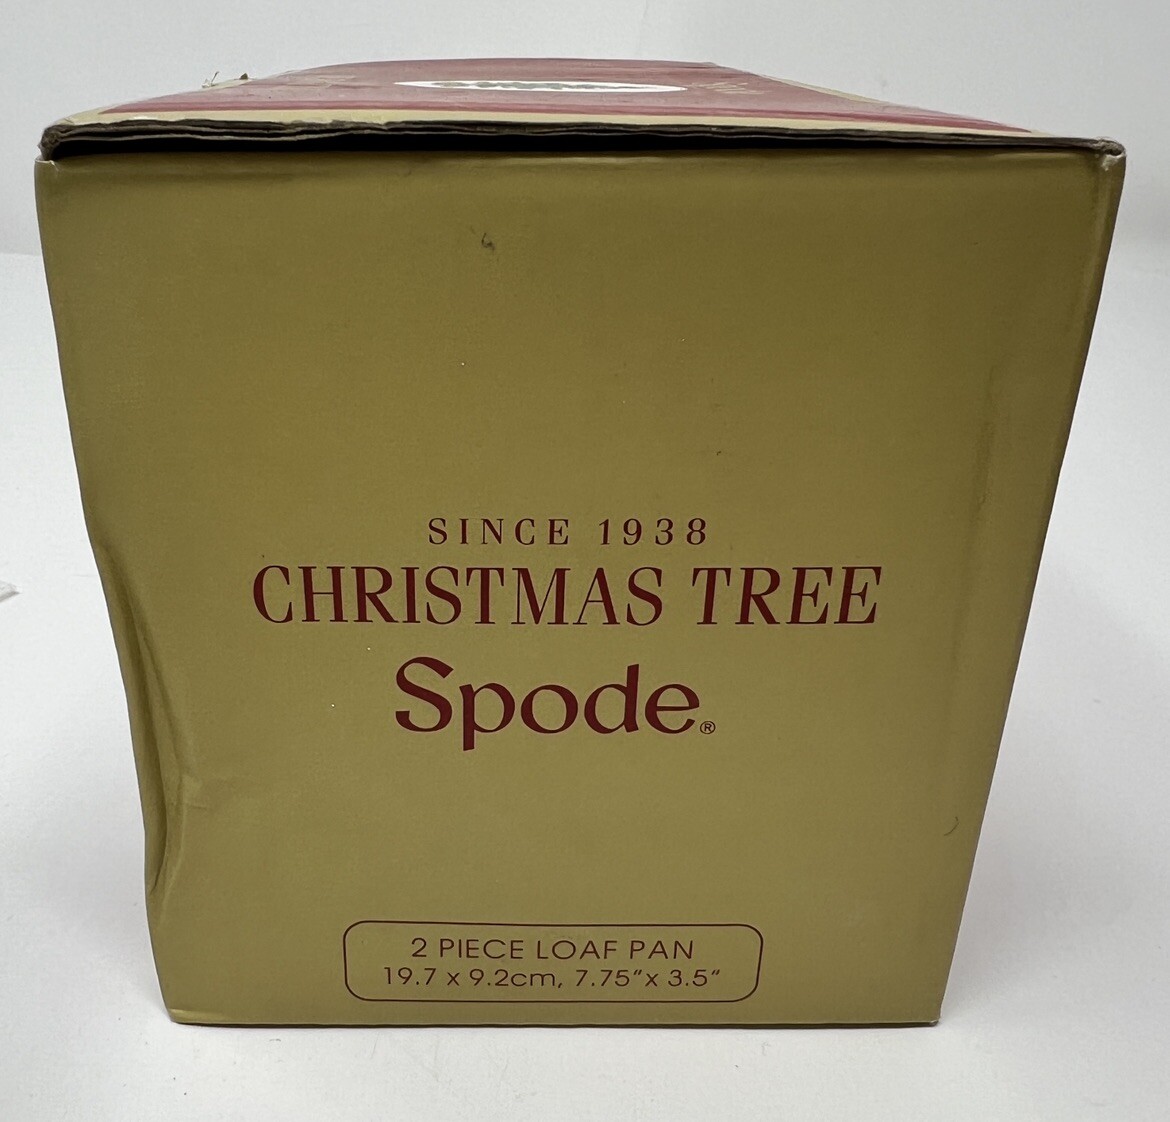 SINCE 1938
CHRISTMAS TREE
Spode®
2 PIECE LOAF PAN
19.7 x 9.2cm, 7.75”x 3.5“